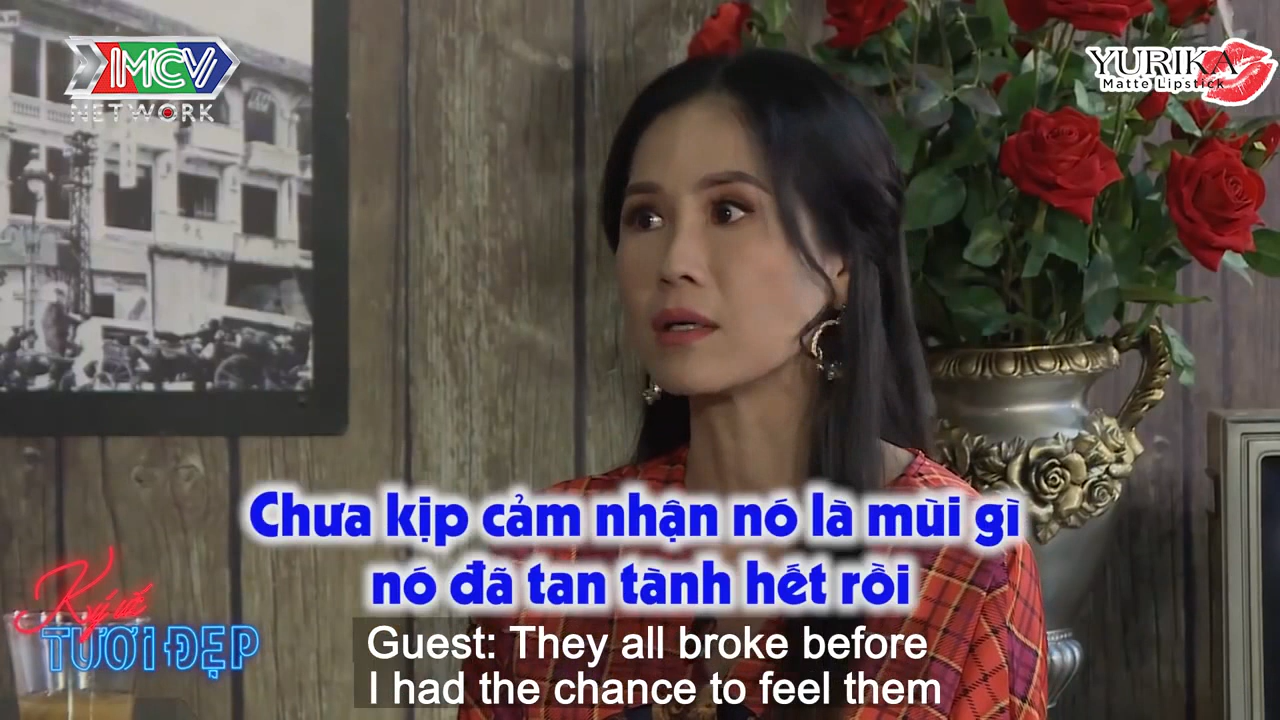 MCV
NETWORK
YURIKA
Matte Lipstick
Chưa kịp cảm nhận nó là mùi gì
nó đã tan tành hết rồi
Ký ức
TƯƠI ĐẸP
Guest: They all broke before
I had the chance to feel them